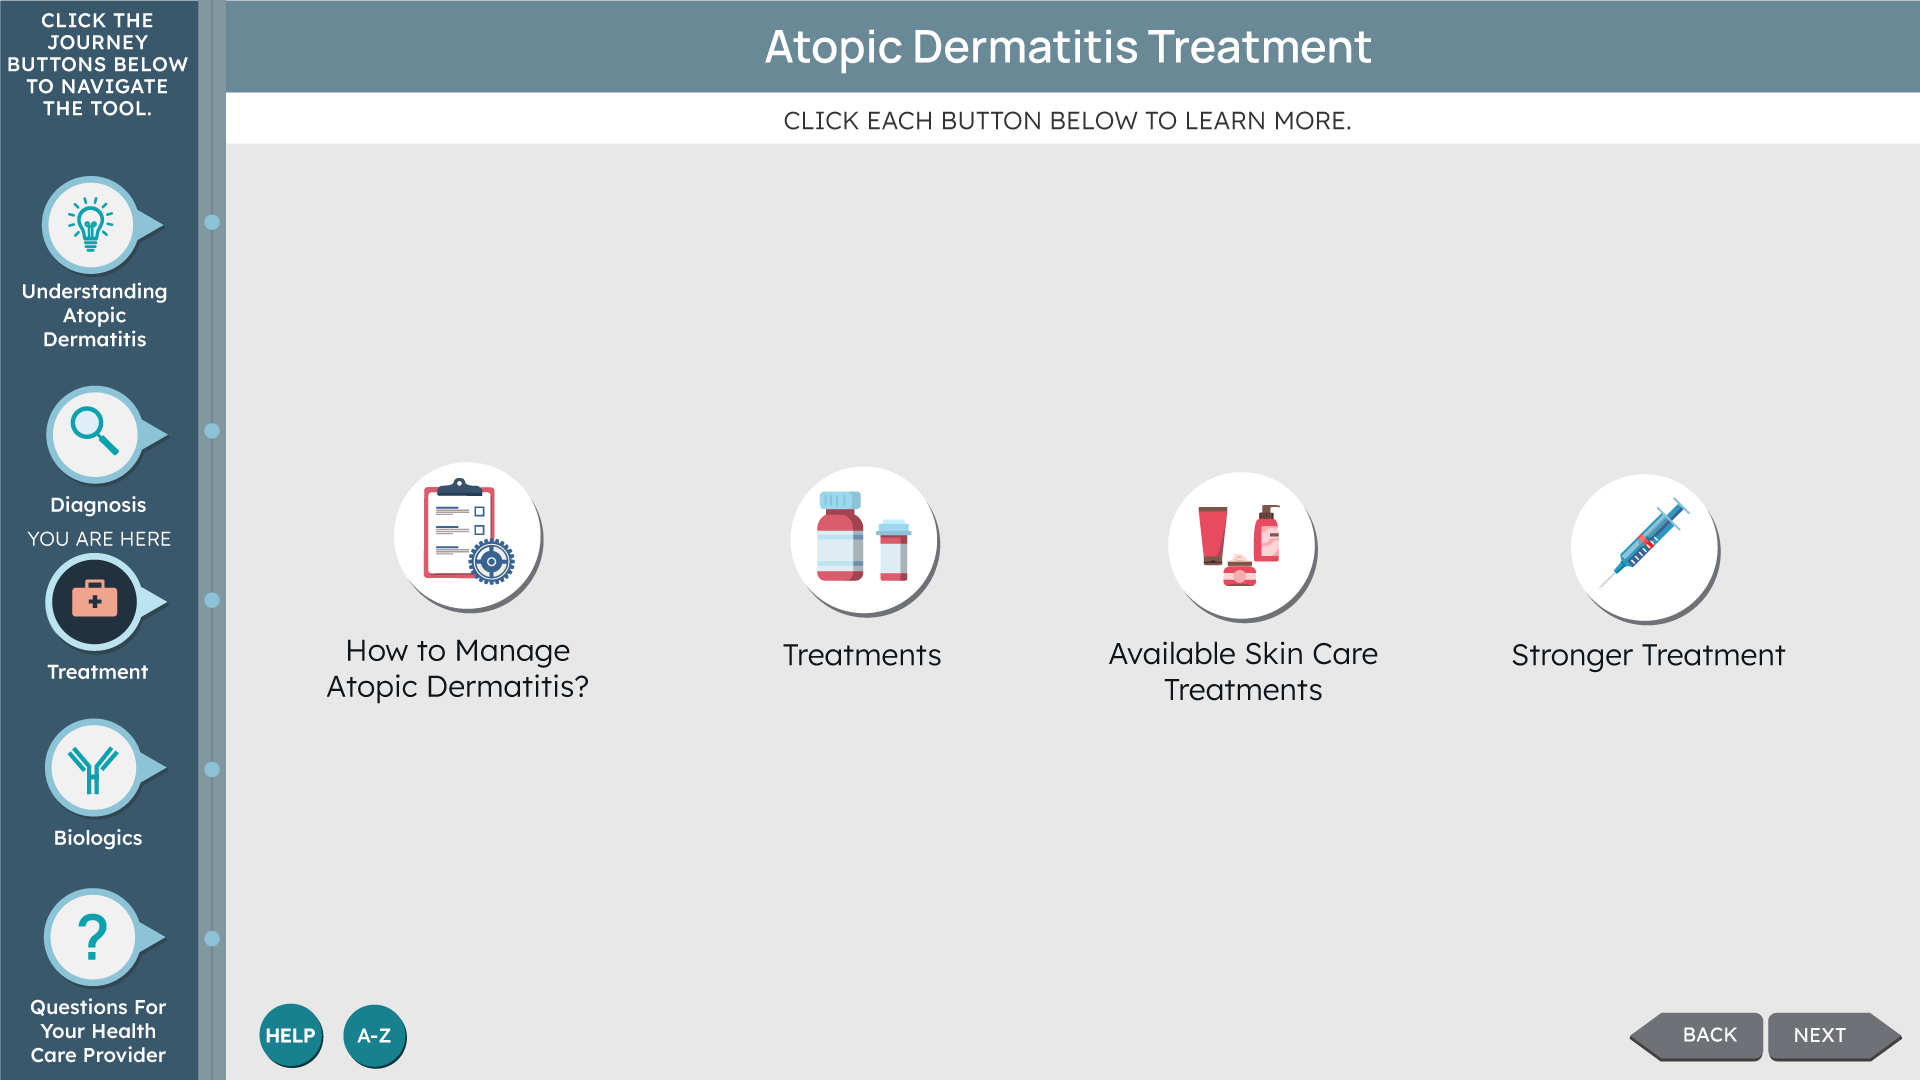 CLICK THE
JOURNEY
BUTTONS BELOW
TO NAVIGATE
THE TOOL.
Understanding
Atopic
Dermatitis
Diagnosis
YOU ARE HERE
Treatment
Biologics
?
Questions For
Your Health
Care Provider
Atopic Dermatitis Treatment
CLICK EACH BUTTON BELOW TO LEARN MORE.
How to Manage
Atopic Dermatitis?
Treatments
Available Skin Care
Treatments
Stronger Treatment
HELP
A-Z
BACK
NEXT